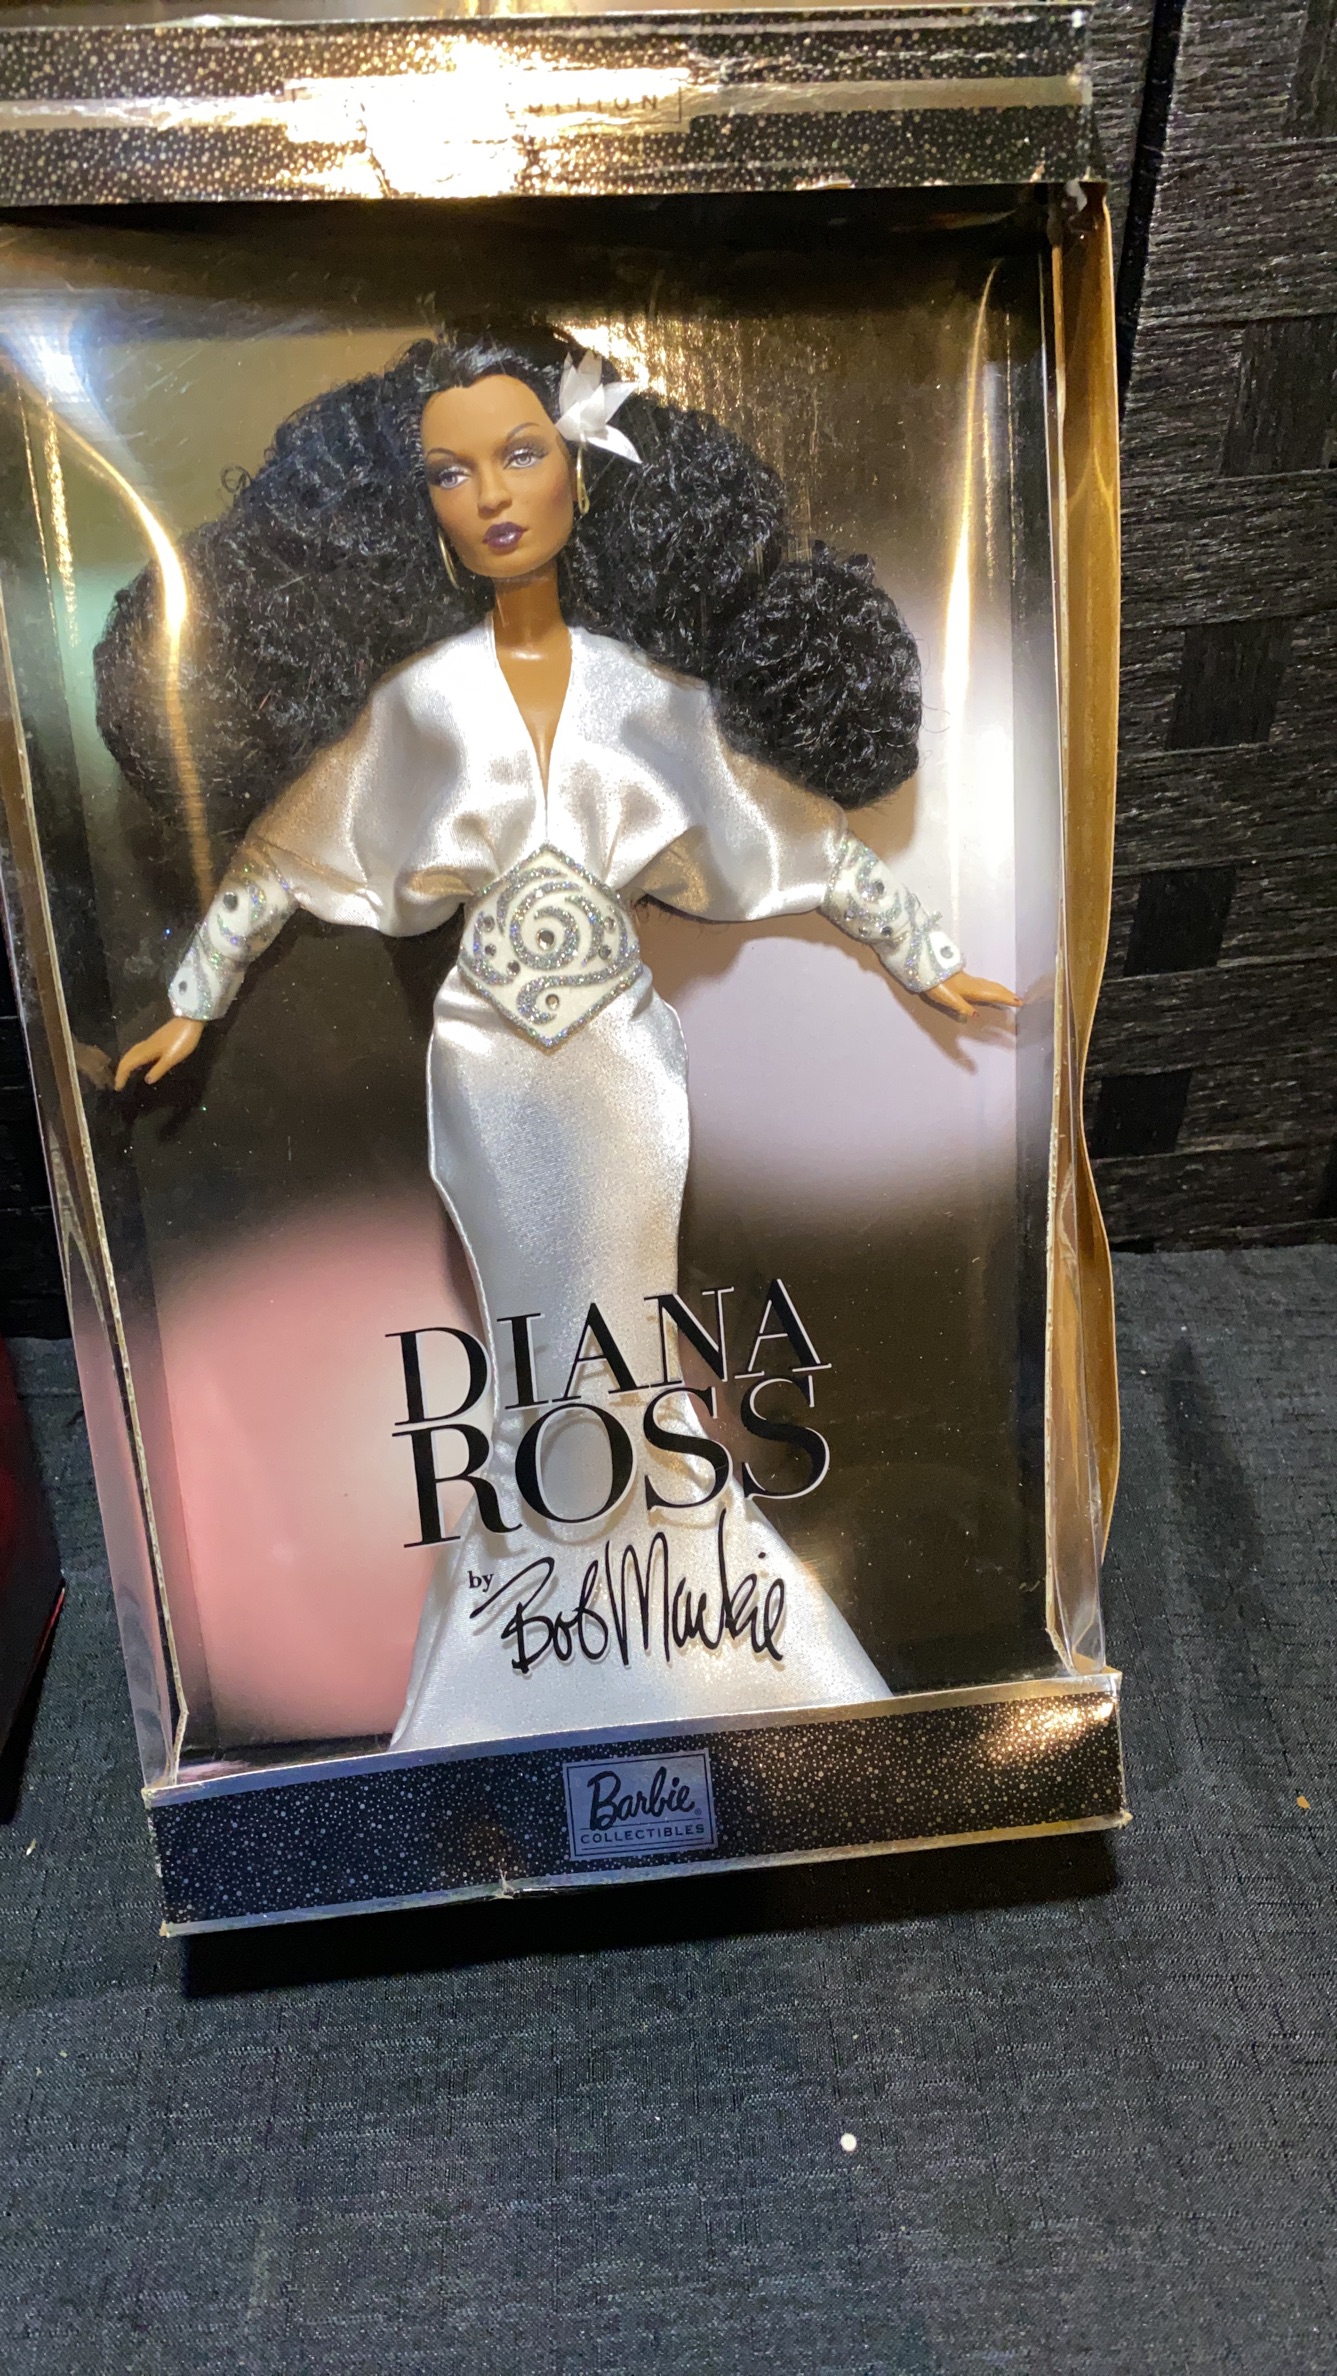 DIANA
ROSS
by Bob Mackie
Barbie®
COLLECTIBLES